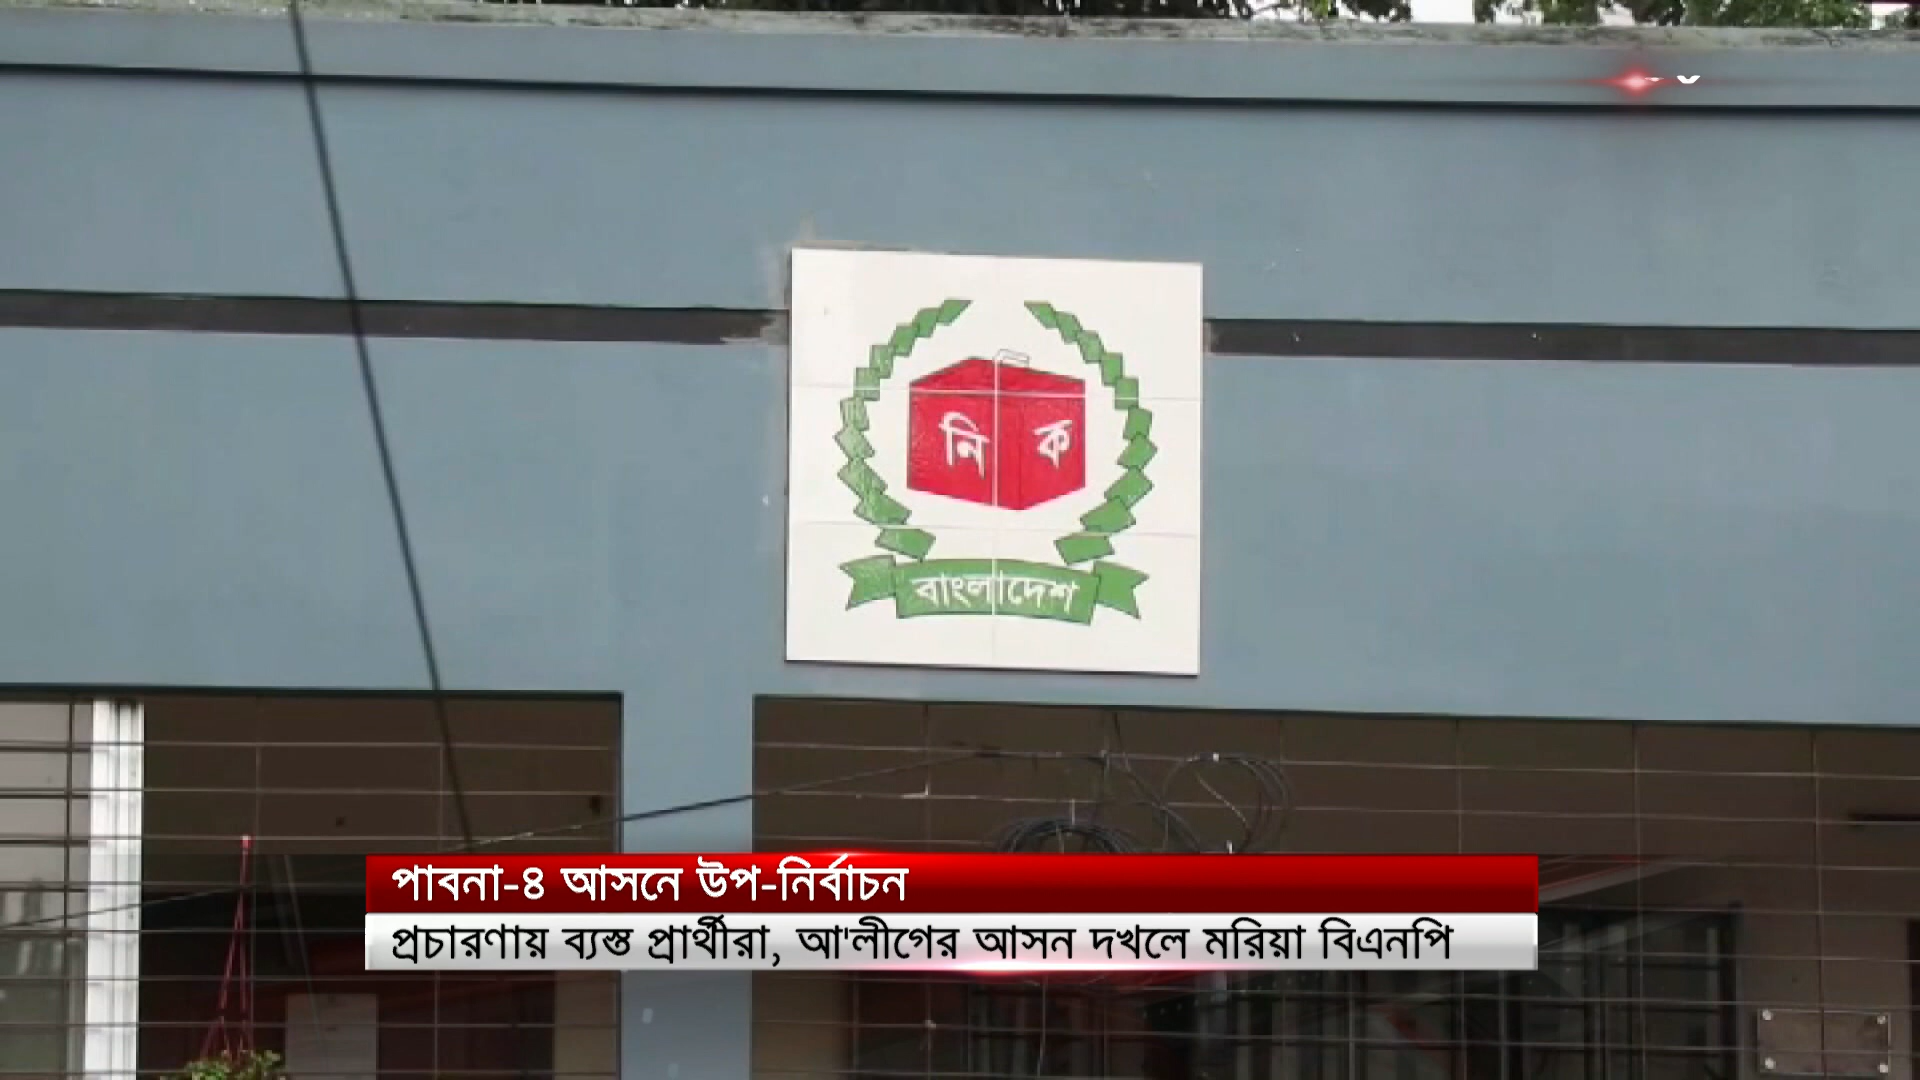 নি ক
বাংলাদেশ
পাবনা-৪ আসনে উপ-নির্বাচন
প্রচারণায় ব্যস্ত প্রার্থীরা, আ'লীগের আসন দখলে মরিয়া বিএনপি